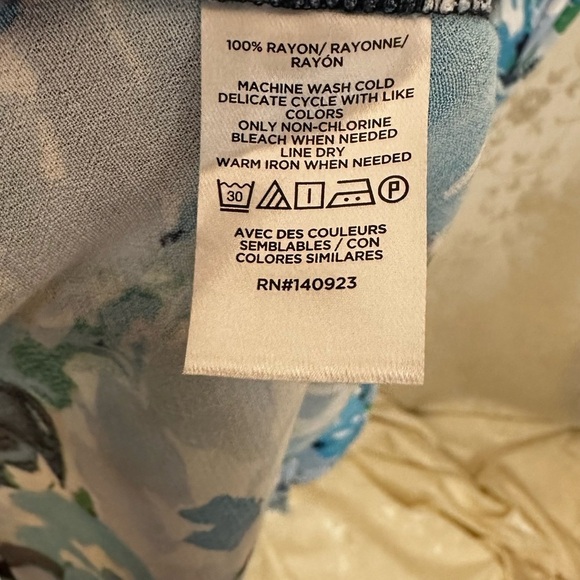 100% RAYON/ RAYONNE/
RAYÓN
MACHINE WASH COLD
DELICATE CYCLE WITH LIKE
COLORS
ONLY NON-CHLORINE
BLEACH WHEN NEEDED
LINE DRY
WARM IRON WHEN NEEDED
30 P
AVEC DES COULEURS
SEMBLABLES / CON
COLORES SIMILARES
RN#140923